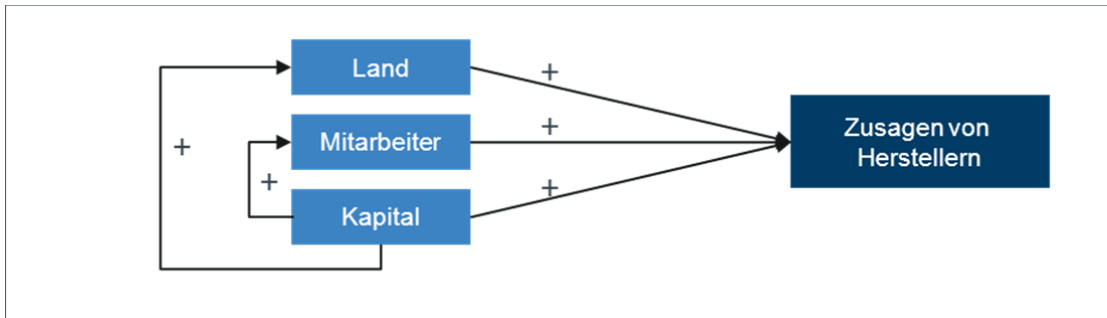 Land
+
+
Mitarbeiter
+
+
Kapital
+
Zusagen von
Herstellern